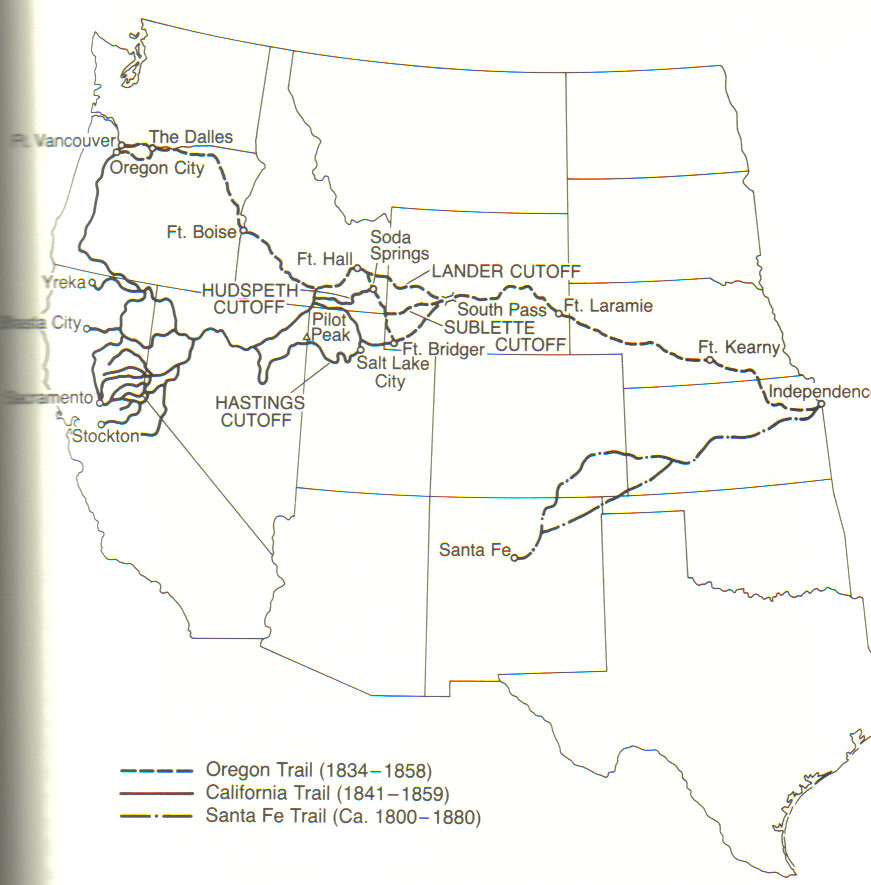 Ft. Vancouver
The Dalles
Oregon City
Ft. Boise
Soda
Springs
Ft. Hall
LANDER CUTOFF
Yreka
HUDSPETH
CUTOFF
South Pass
Ft. Laramie
Shasta City
Pilot
Peak
SUBLETTE
CUTOFF
Ft. Bridger
Ft. Kearny
Salt Lake
City
Sacramento
HASTINGS
CUTOFF
Independenc
Stockton
Santa Fe
Oregon Trail (1834–1858)
California Trail (1841–1859)
Santa Fe Trail (Ca. 1800–1880)